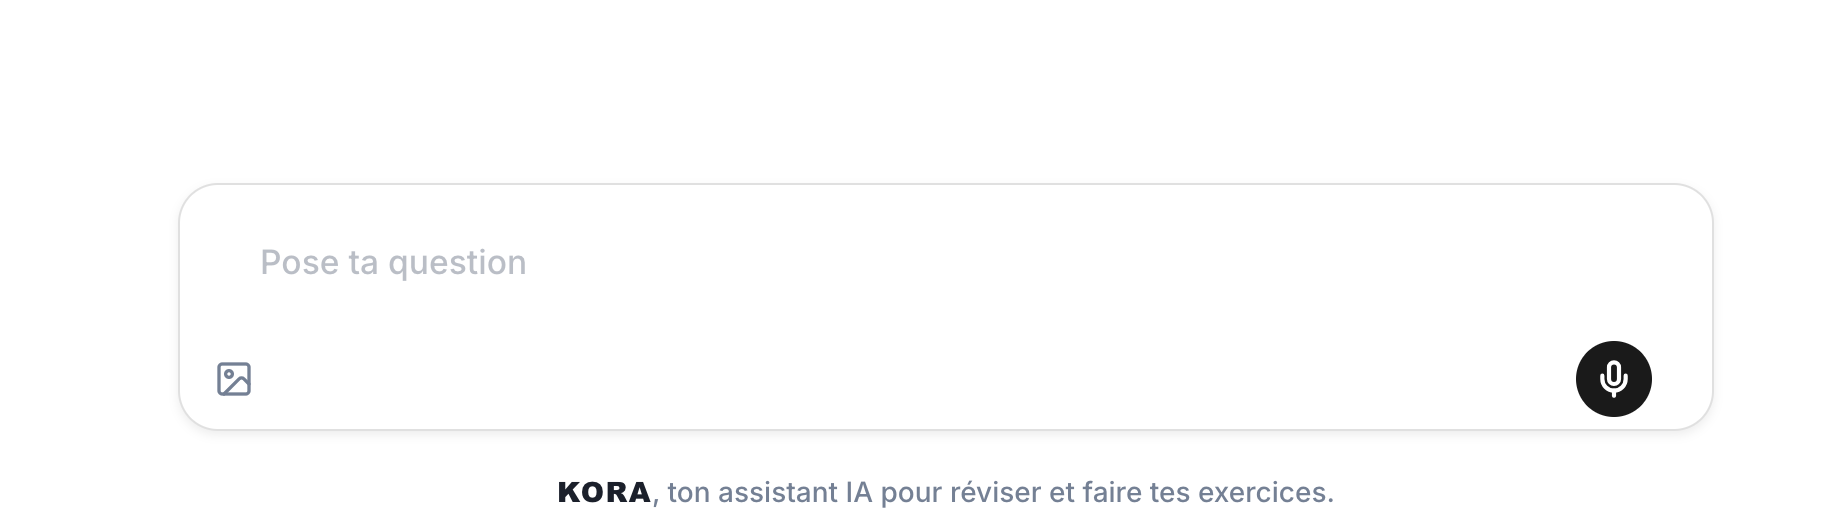 Pose ta question
KORA, ton assistant IA pour réviser et faire tes exercices.